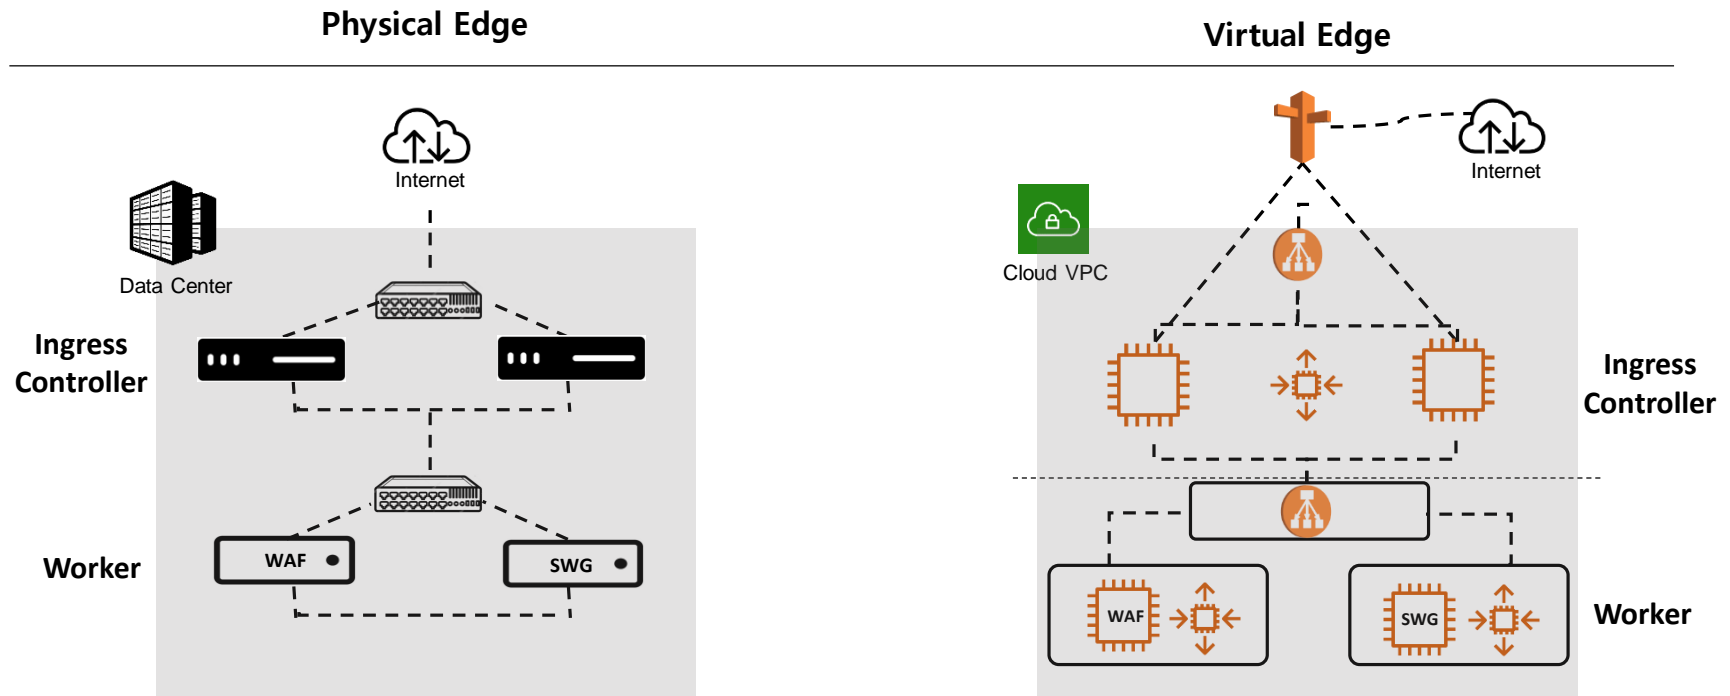 Physical Edge
Virtual Edge
Internet
Data Center
Ingress
Controller
WAF
SWG
Worker
Internet
Cloud VPC
Ingress
Controller
WAF
SWG
Worker